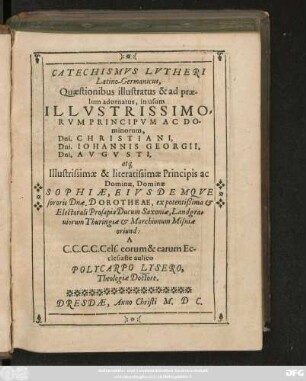 CATECHISMVS LVTHERI
Latino-Germanicus,
Quæstionibus illustratus & ad præ-
lum adornatus, in usum
ILLVSTRISSIMO-
RVM PRINCIPVM AC DO-
minorum,
Dni. CHRISTIANI,
Dni. IOHANNIS GEORGII,
Dni. AVGVSTI,
atq;
Illustrissimæ & literatissimæ Principis ac
Dominæ, Dominæ
SOPHIÆ, EIVSDEMQVE
sororis Dnæ, DOROTHEAE, ex potentissima &
Electorali Prosapia Ducum Saxoniæ, Landgra-
viorum Thuringiæ & Marchionum Misniæ
oriund:
A
C.C.C.C.Cels. eorum & earum Ec-
clesiaste aulico
POLYCARPO LYSERO,
Theologiæ Doctore.
DRESDÆ, Anno Christi M. D C.